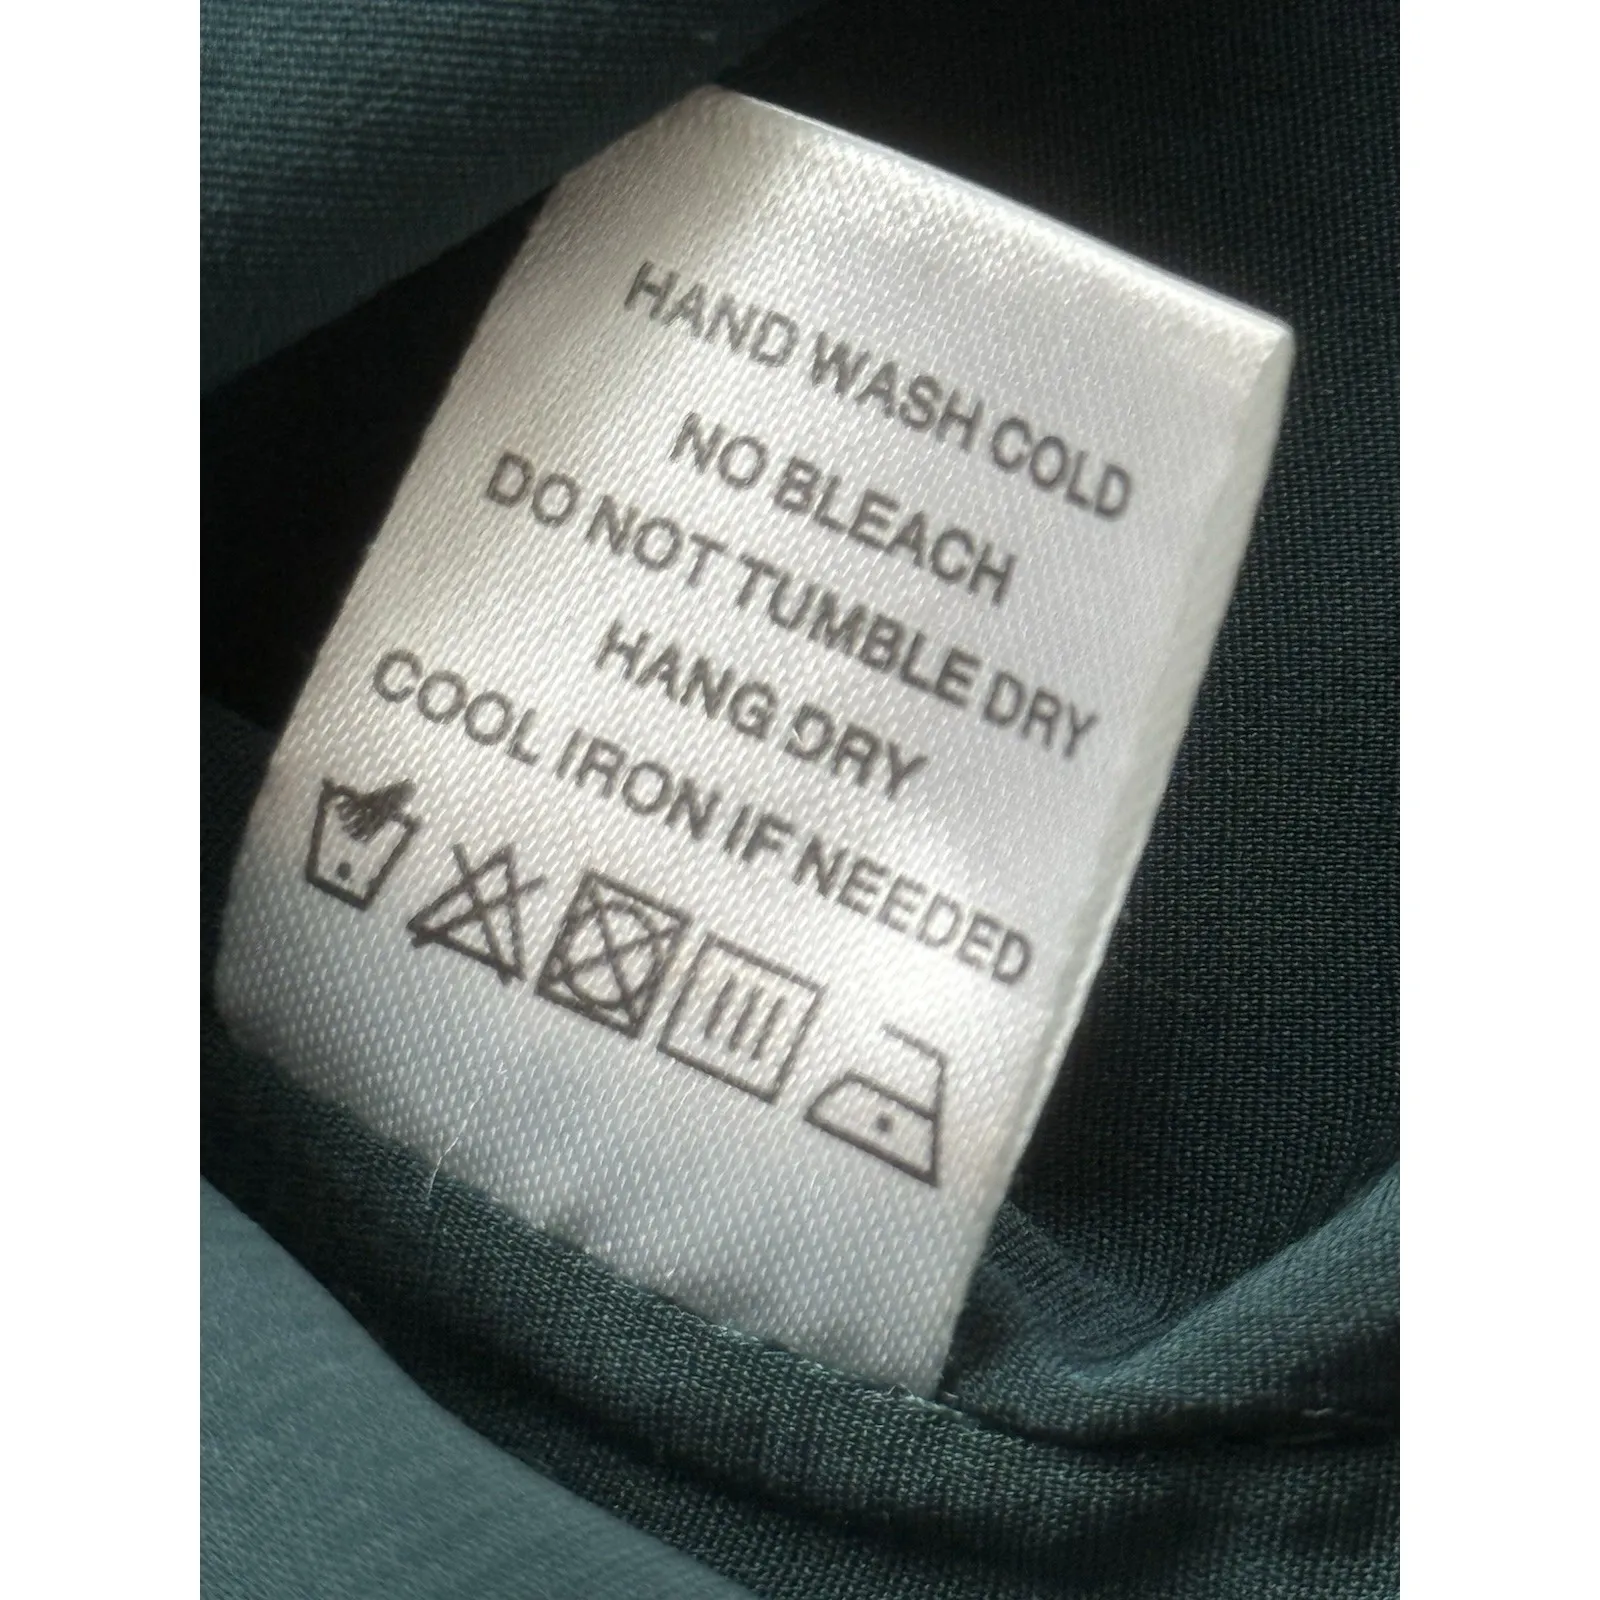 HAND WASH COLD
NO BLEACH
DO NOT TUMBLE DRY
HANG DRY
COOL IRON IF NEEDED